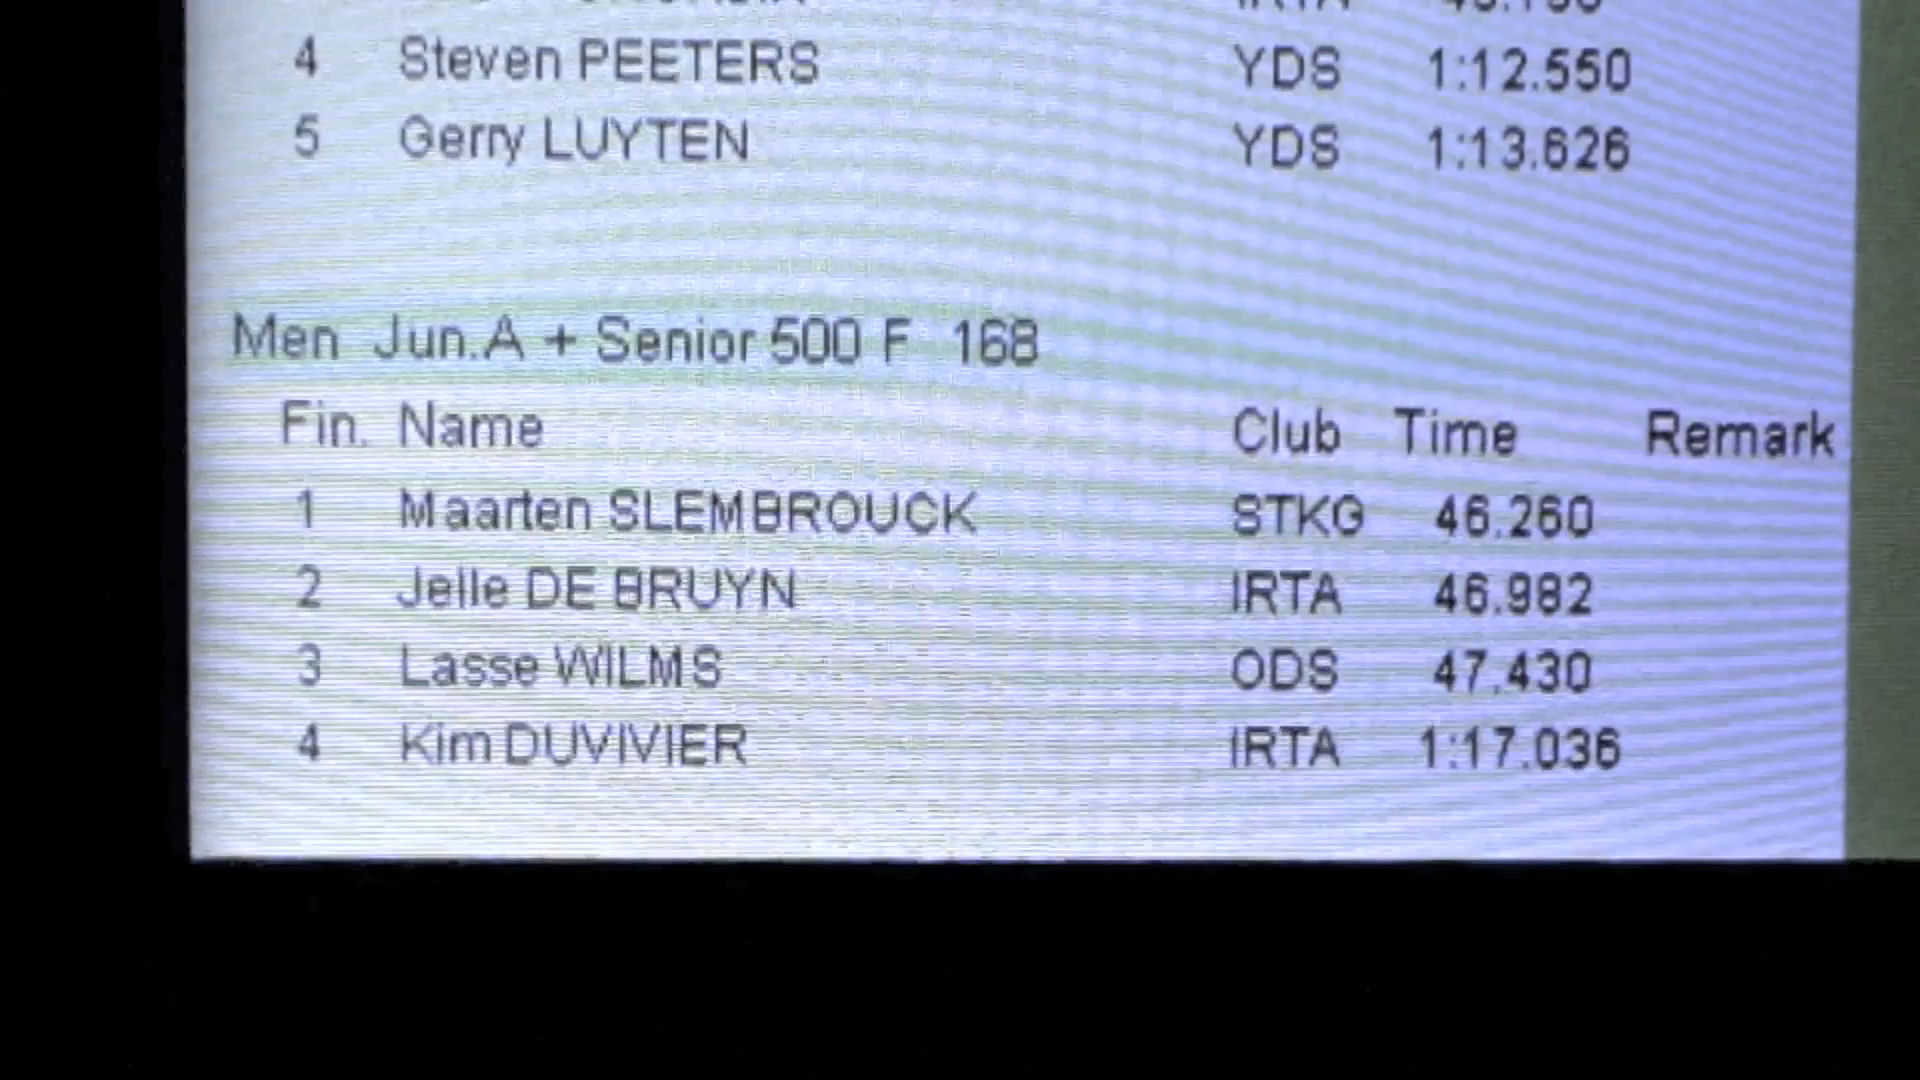 4 Steven PEETERS YDS 1:12.550
5 Gerry LUYTEN YDS 1:13.626
Men Jun.A + Senior 500 F 168
Fin. Name Club Time Remark
1 Maarten SLEMBROUCK STKG 46.260
2 Jelle DE BRUYN IRTA 46.982
3 Lasse WILMS ODS 47.430
4 Kim DUVIVIER IRTA 1:17.036